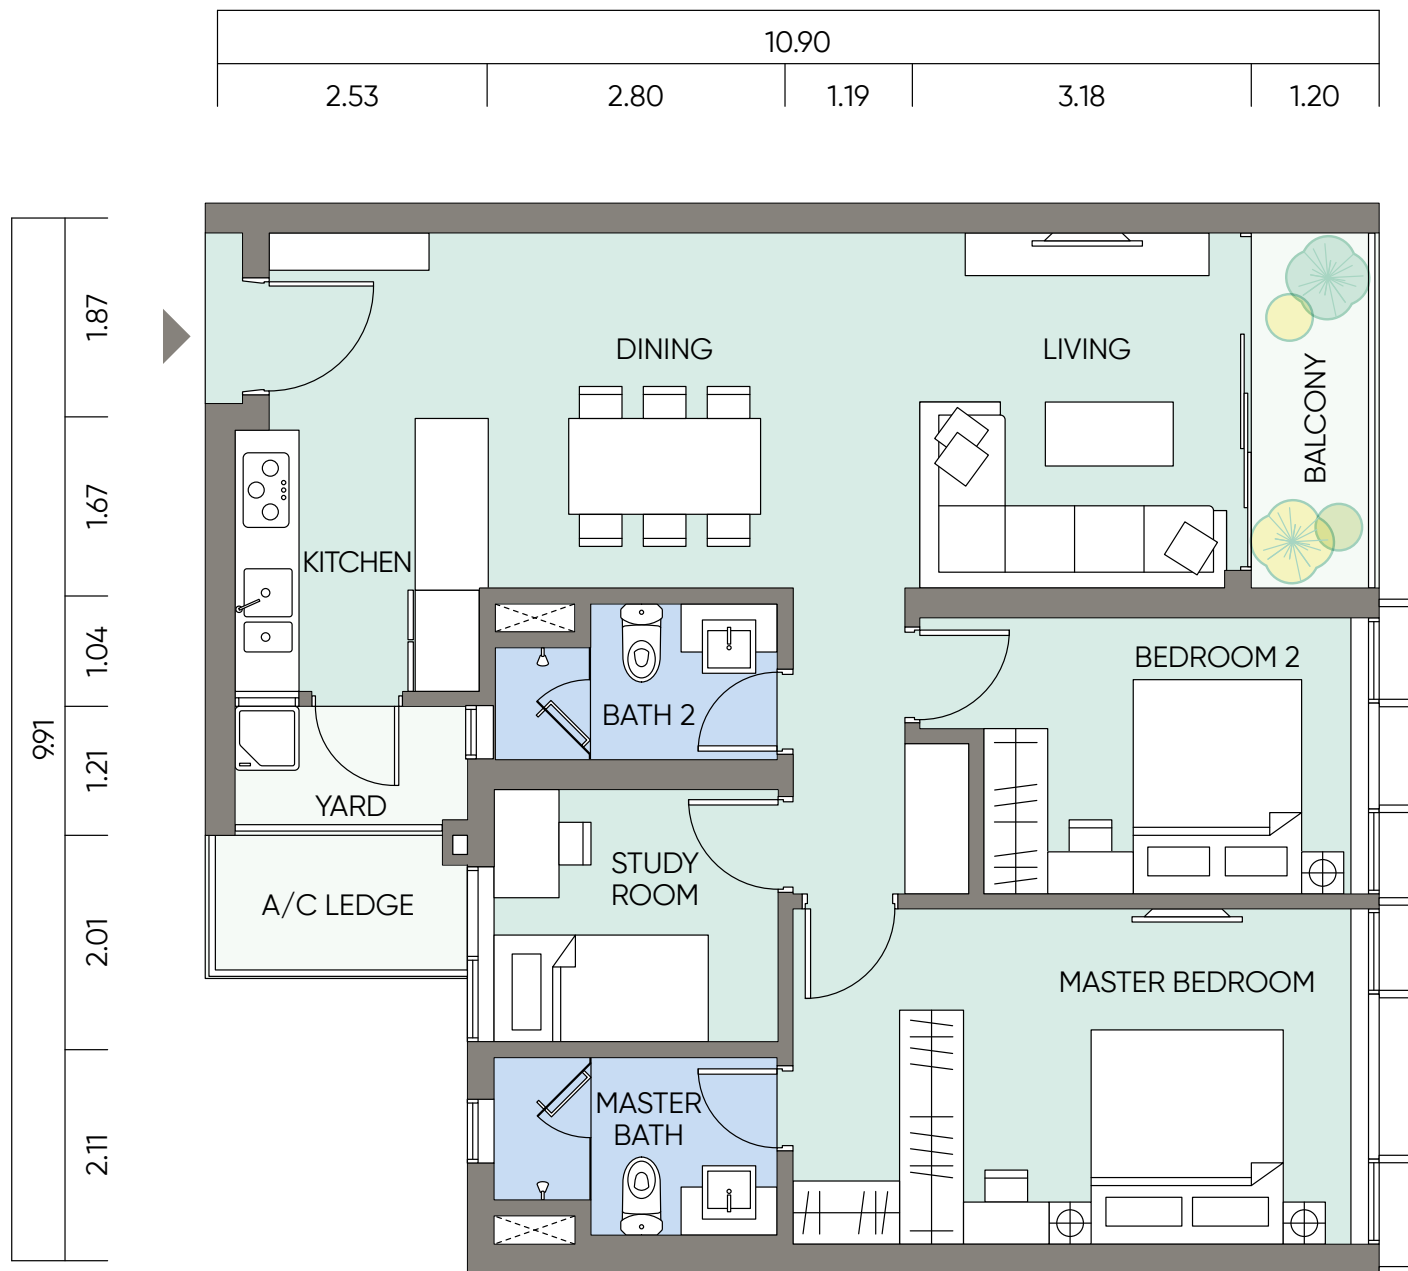 10.90
2.53 2.80 1.19 3.18 1.20
9.91
1.87
1.67
1.04
1.21
2.01
2.11
DINING
LIVING
BALCONY
KITCHEN
BEDROOM 2
BATH 2
YARD
STUDY
ROOM
A/C LEDGE
MASTER BEDROOM
MASTER
BATH